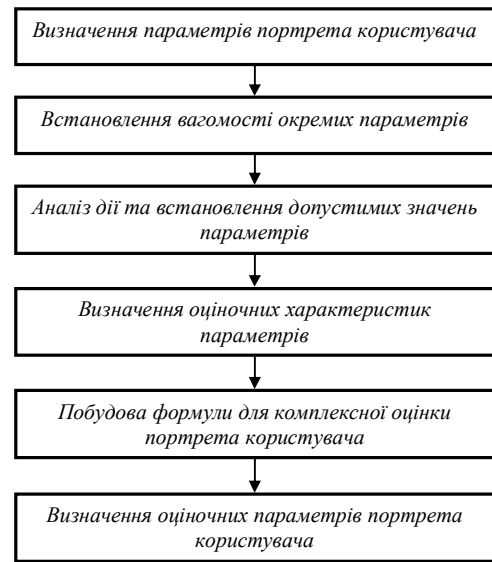 Визначення параметрів портрета користувача
Встановлення вагомості окремих параметрів
Аналіз дії та встановлення допустимих значень
параметрів
Визначення оціночних характеристик
параметрів
Побудова формули для комплексної оцінки
портрета користувача
Визначення оціночних параметрів портрета
користувача